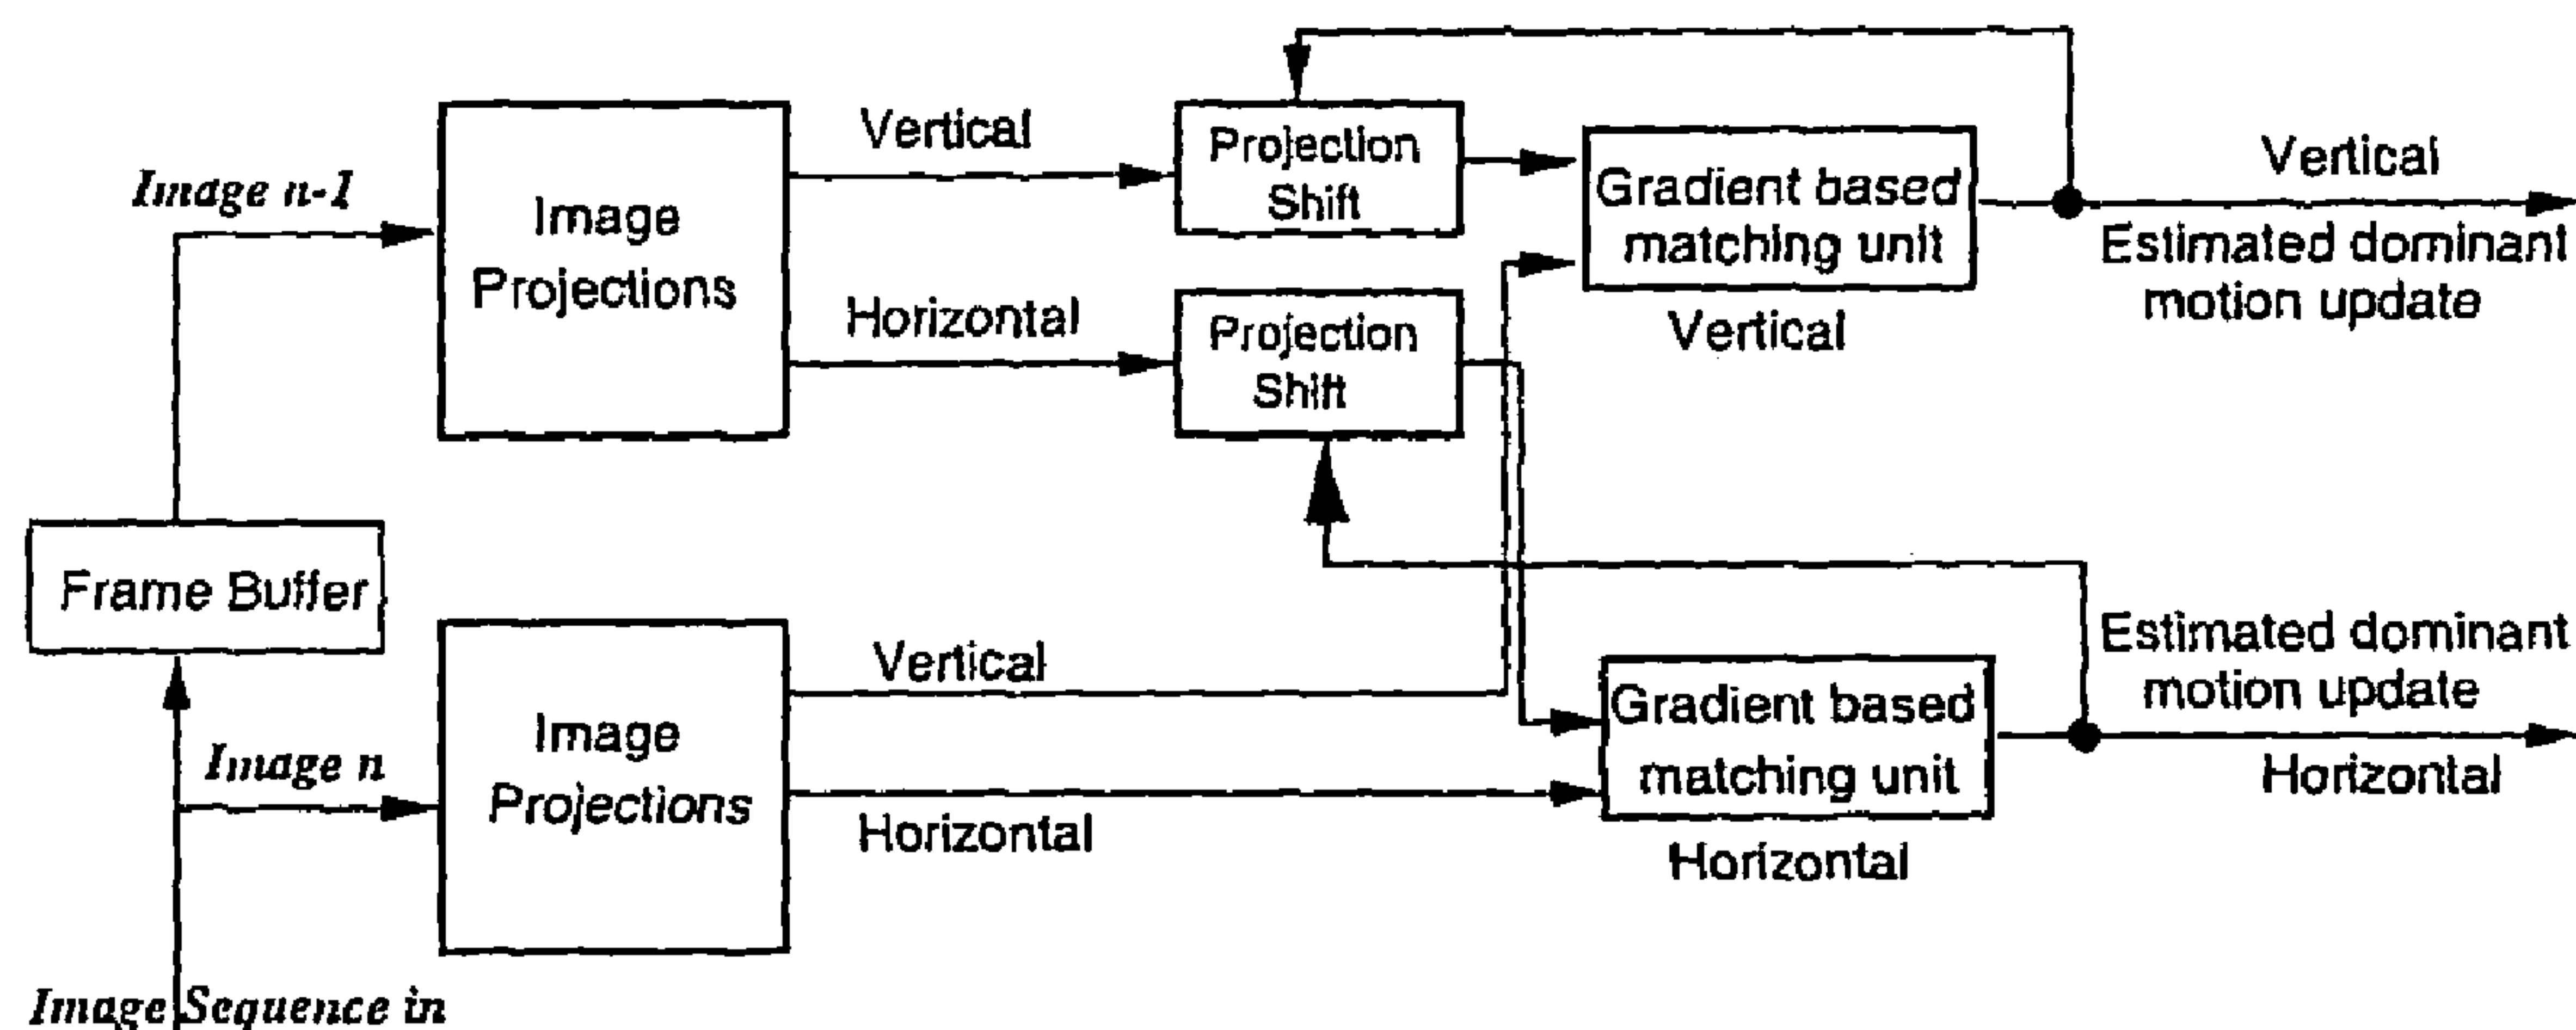 Vertical
Projection
Shift
Image n-1
Image
Projections
Gradient based
matching unit
Vertical
Vertical
Estimated dominant
motion update
Horizontal
Projection
Shift
Frame Buffer
Image n
Image
Projections
Vertical
Horizontal
Gradient based
matching unit
Horizontal
Estimated dominant
motion update
Horizontal
Image Sequence in